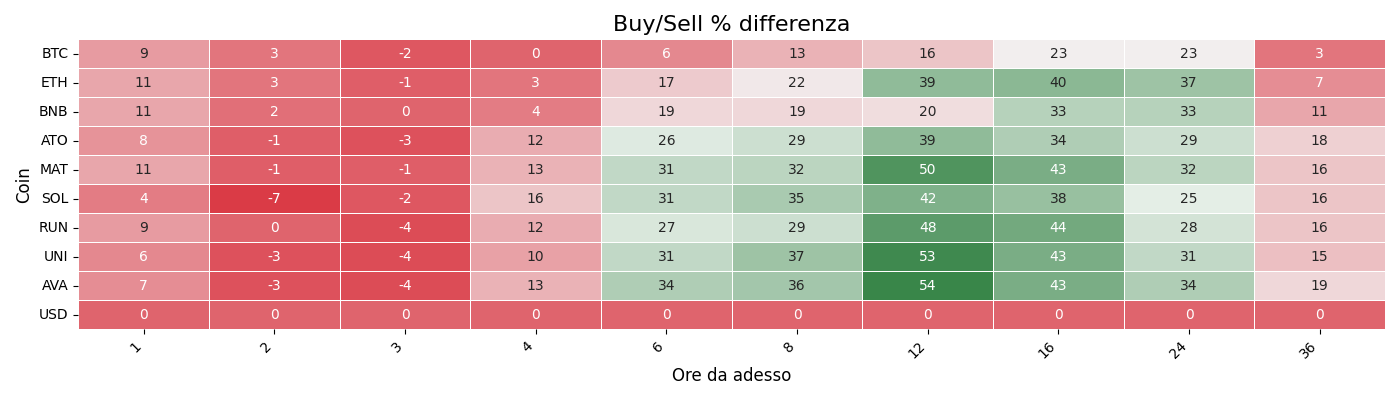 Buy/Sell % differenza
Coin
BTC 9 3 -2 0 6 13 16 23 23 3
ETH 11 3 -1 3 17 22 39 40 37 7
BNB 11 2 0 4 19 19 20 33 33 11
ATO 8 -1 -3 12 26 29 39 34 29 18
MAT 11 -1 -1 13 31 32 50 43 32 16
SOL 4 -7 -2 16 31 35 42 38 25 16
RUN 9 0 -4 12 27 29 48 44 28 16
UNI 6 -3 -4 10 31 37 53 43 31 15
AVA 7 -3 -4 13 34 36 54 43 34 19
USD 0 0 0 0 0 0 0 0 0 0
1 2 3 4 6 8 12 16 24 36
Ore da adesso